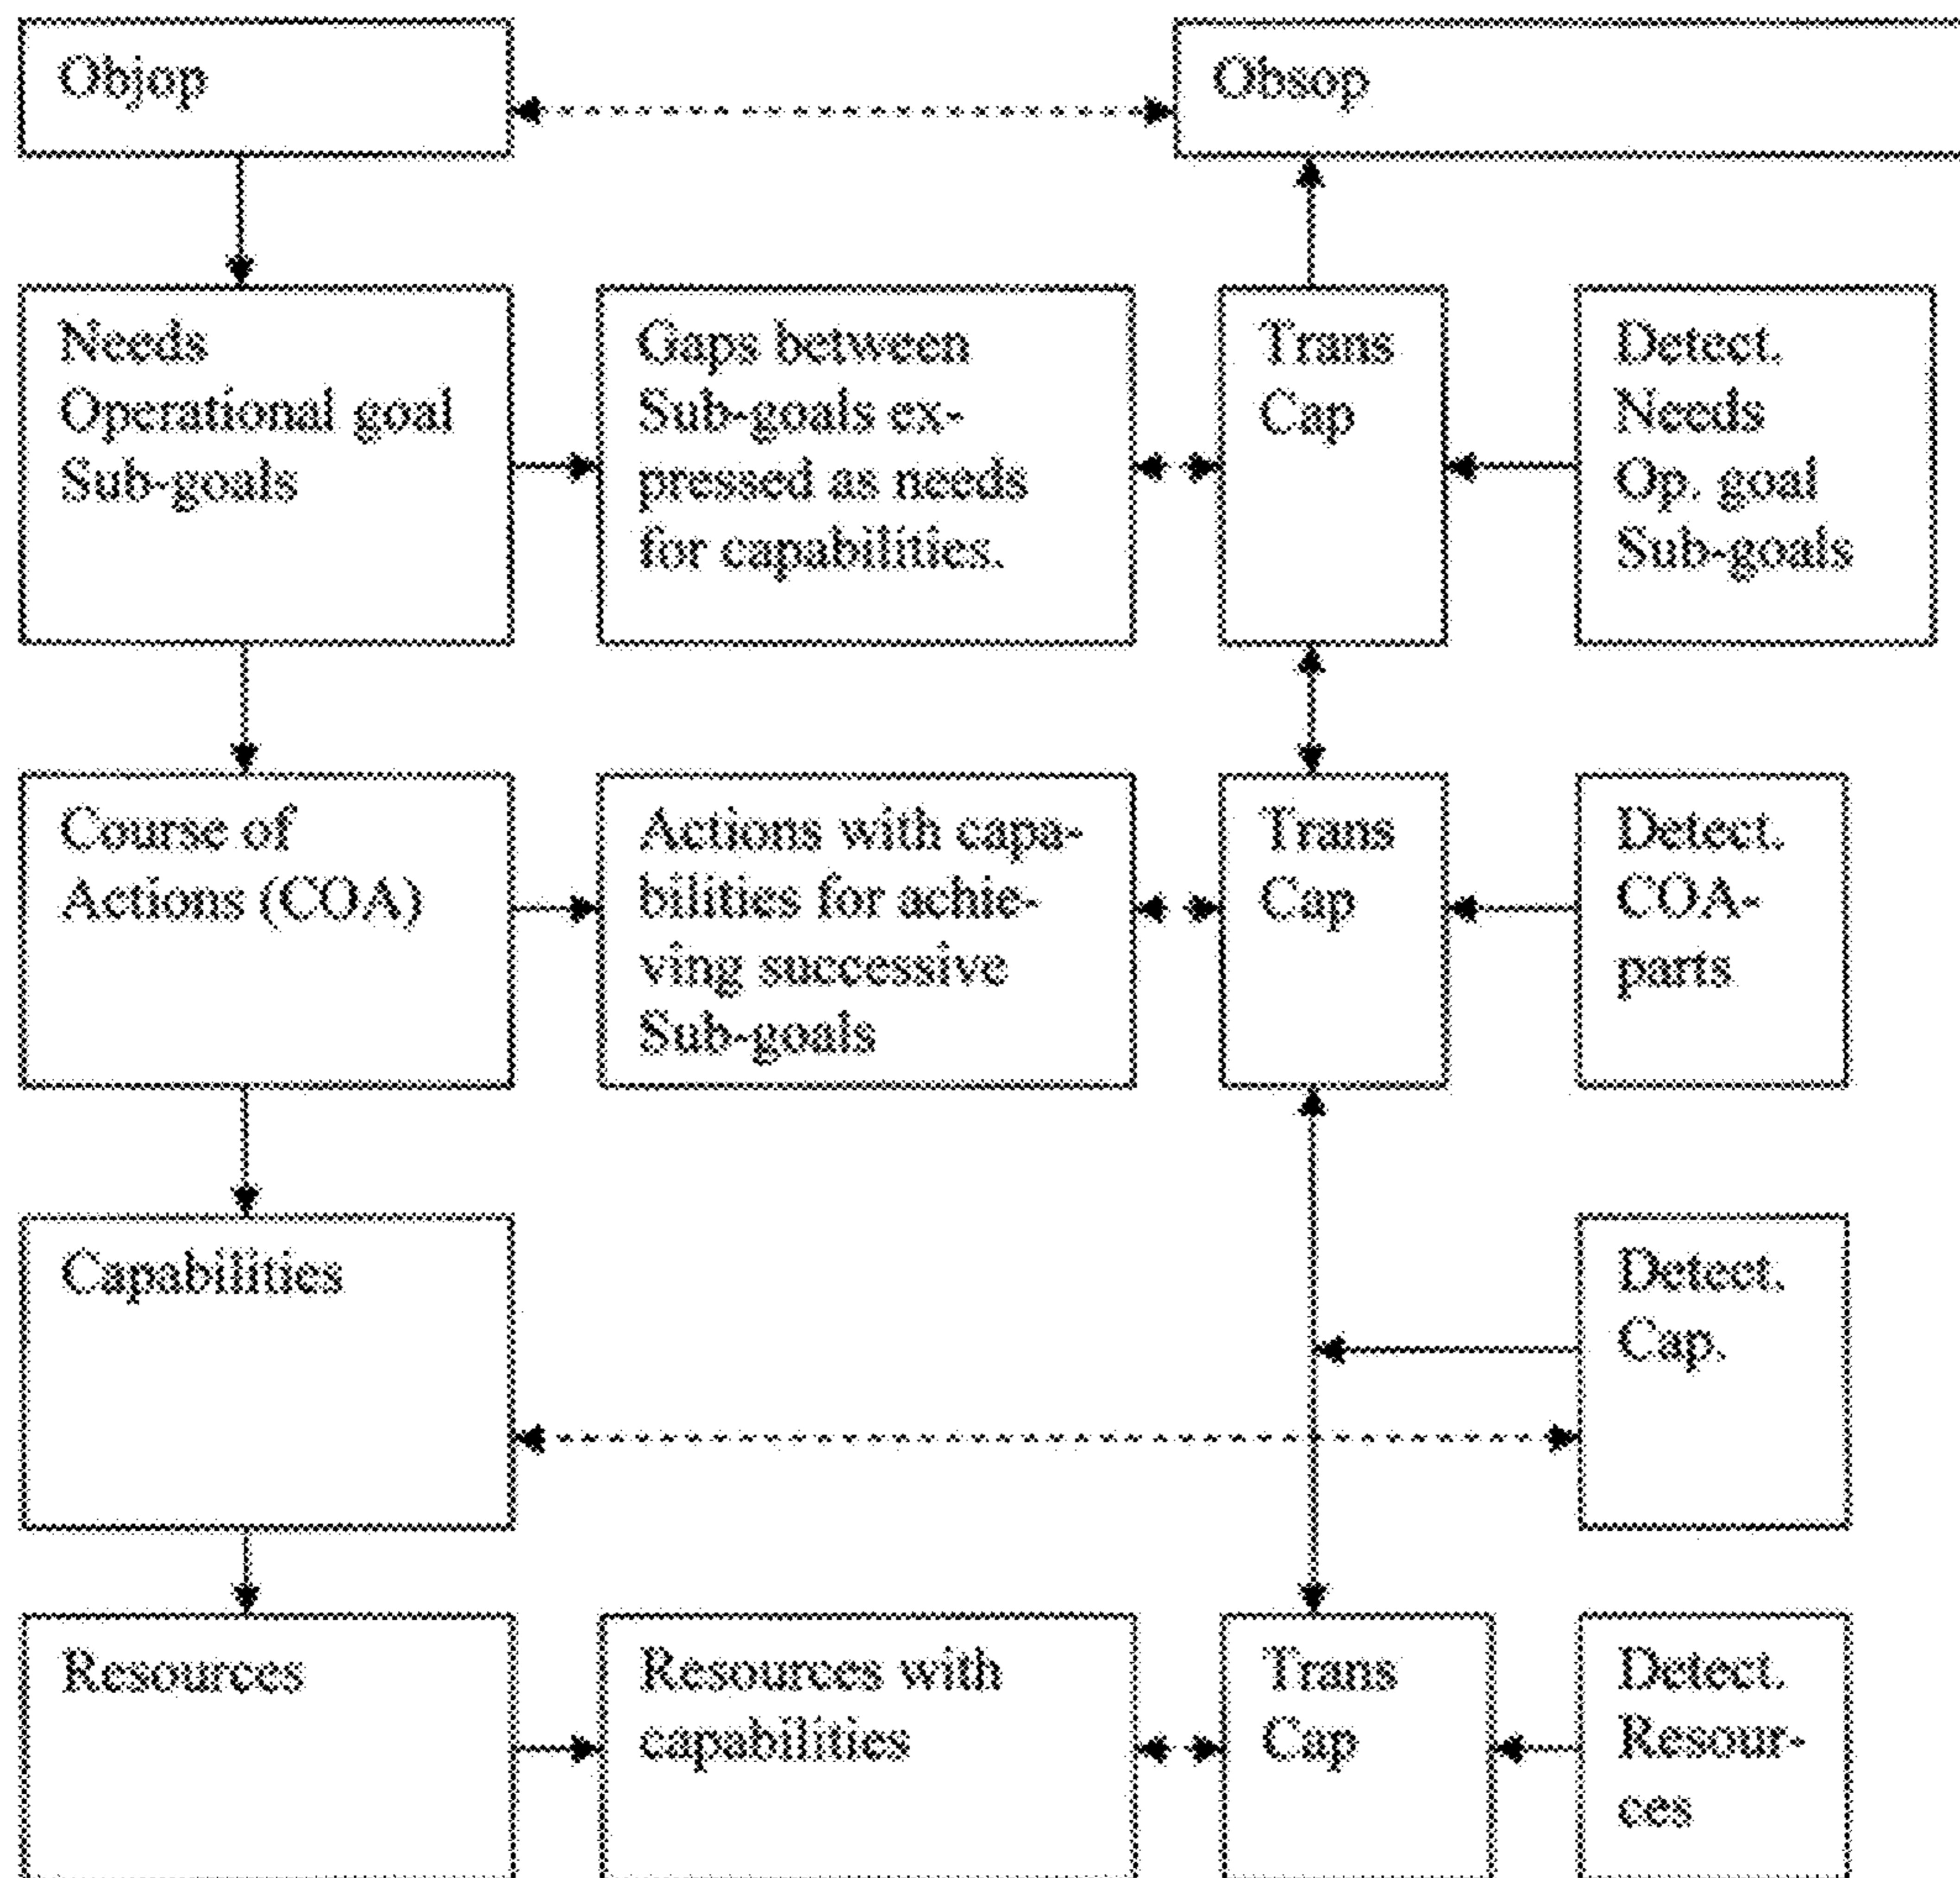 Objop
Obsop
Needs
Operational goal
Sub-goals
Gaps between
Sub-goals ex-
pressed as needs
for capabilities.
Trans
Cap
Detect.
Needs
Op. goal
Sub-goals
Course of
Actions (COA)
Actions with capa-
bilities for achie-
ving successive
Sub-goals
Trans
Cap
Detect.
COA-
parts
Capabilities
Detect.
Cap.
Resources
Resources with
capabilities
Trans
Cap
Detect.
Resour-
ces